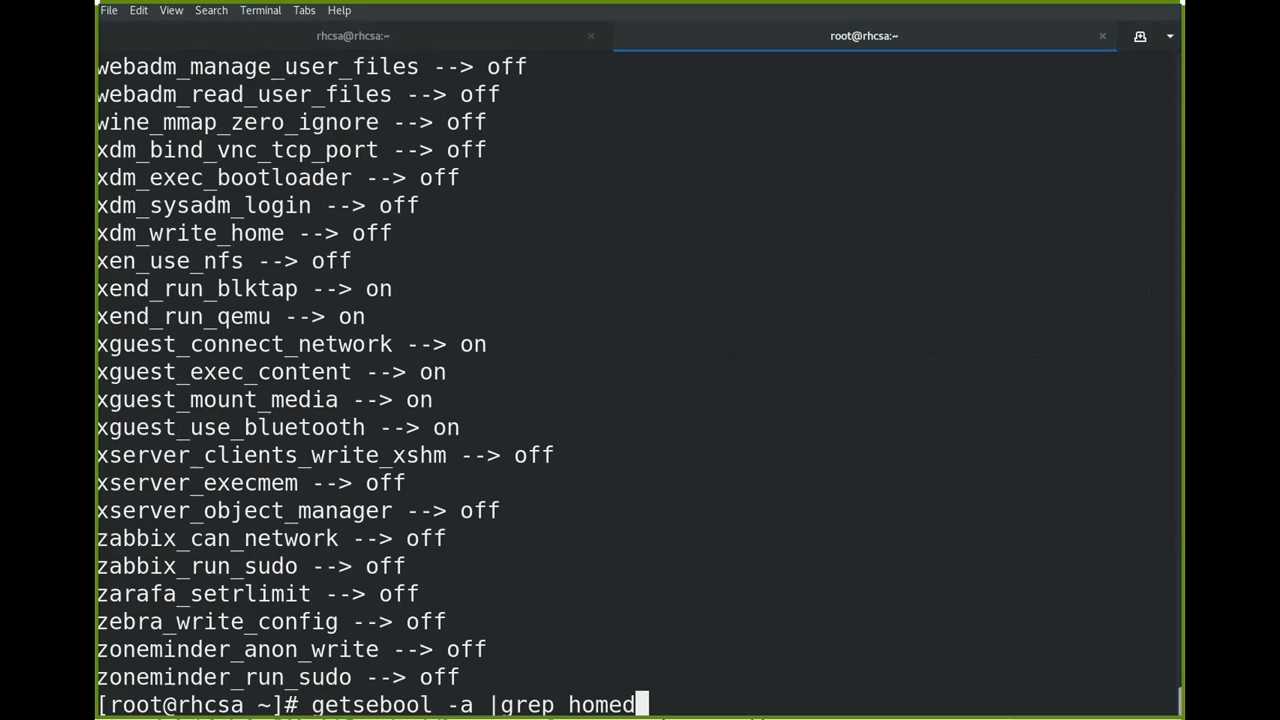 File Edit View Search Terminal Tabs Help
rhcsa@rhcsa:~ × root@rhcsa:~ ×
webadm_manage_user_files --> off
webadm_read_user_files --> off
wine_mmap_zero_ignore --> off
xdm_bind_vnc_tcp_port --> off
xdm_exec_bootloader --> off
xdm_sysadm_login --> off
xdm_write_home --> off
xen_use_nfs --> off
xend_run_blktap --> on
xend_run_qemu --> on
xguest_connect_network --> on
xguest_exec_content --> on
xguest_mount_media --> on
xguest_use_bluetooth --> on
xserver_clients_write_xshm --> off
xserver_execmem --> off
xserver_object_manager --> off
zabbix_can_network --> off
zabbix_run_sudo --> off
zarafa_setrlimit --> off
zebra_write_config --> off
zoneminder_anon_write --> off
zoneminder_run_sudo --> off
[root@rhcsa ~]# getsebool -a |grep homed